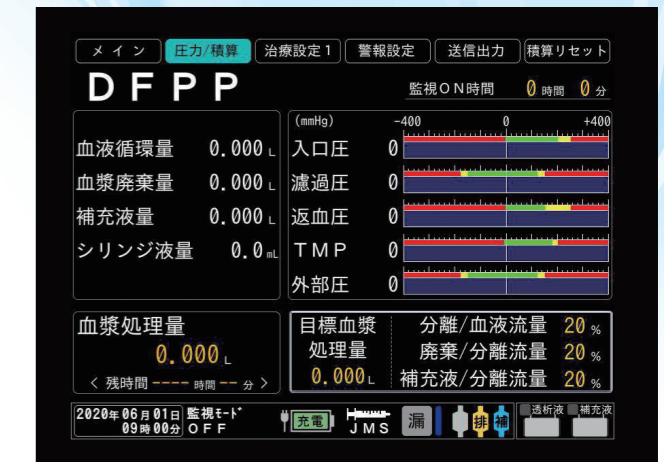 メイン 圧力/積算 治療設定1 警報設定 送信出力 積算リセット
DFPP
監視ON時間 0 時間 0 分
血液循環量 0.000 L
血漿廃棄量 0.000 L
補充液量 0.000 L
シリンジ液量 0.0 mL
(mmHg) -400 0 +400
入口圧 0
濾過圧 0
返血圧 0
TMP 0
外部圧 0
血漿処理量
0.000 L
< 残時間 ---- 時間 -- 分 >
目標血漿
処理量
0.000 L
分離/血液流量 20 %
廃棄/分離流量 20 %
補充液/分離流量 20 %
2020年06月01日 監視ﾓｰﾄﾞ
09時00分 OFF
充電
JMS
漏
排
補
透析液 補充液